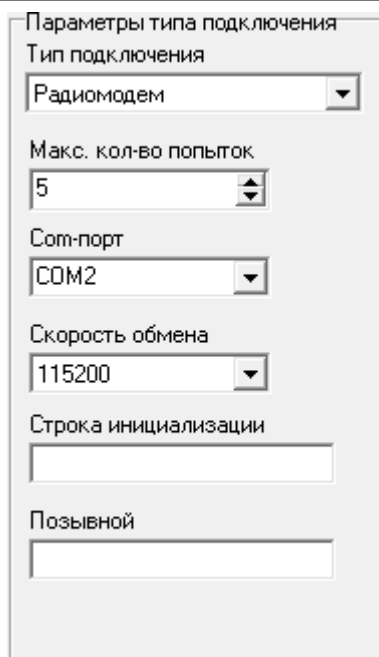 Параметры типа подключения
Тип подключения
Радиомодем
Макс. кол-во попыток
5
Com-порт
COM2
Скорость обмена
115200
Строка инициализации
Позывной